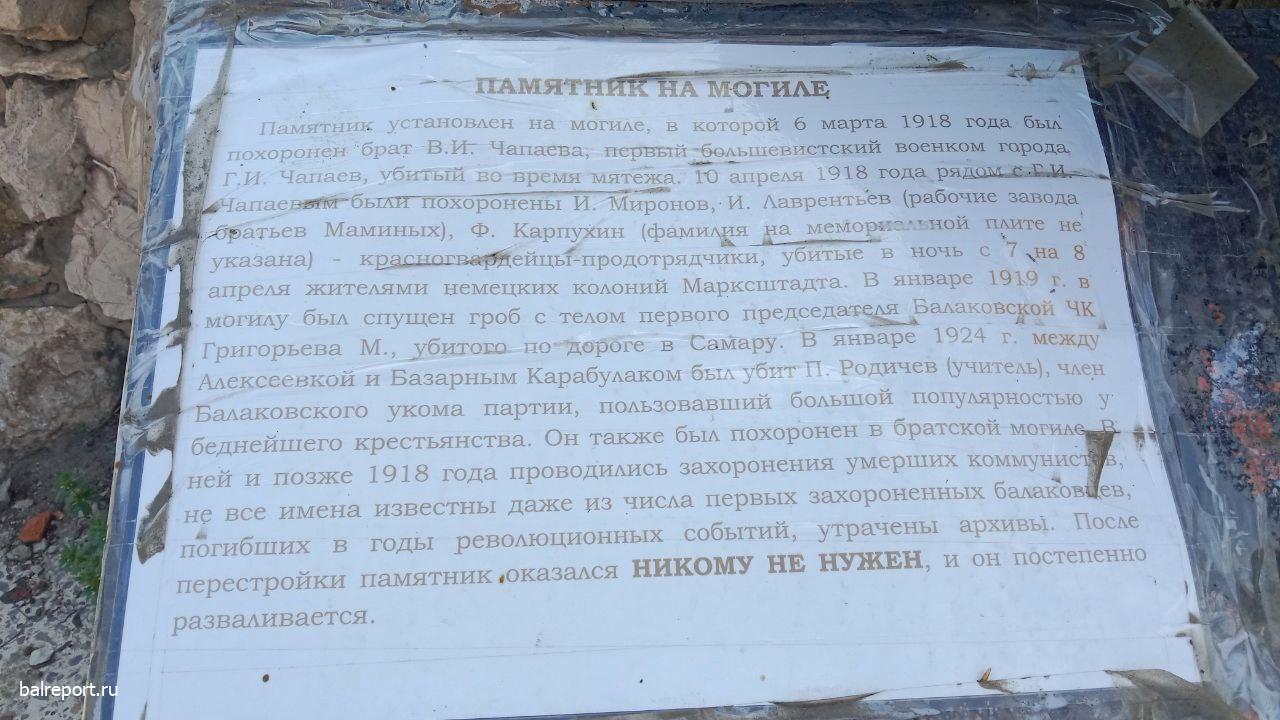 ПАМЯТНИК НА МОГИЛЕ
Памятник установлен на могиле, в которой 6 марта 1918 года был
похоронен брат В.И. Чапаева, первый большевистский военком города
Г.И. Чапаев, убитый во время мятежа. 10 апреля 1918 года рядом с Г.И.
Чапаевым были похоронены И. Миронов, И. Лаврентьев (рабочие завода
братьев Маминых), Ф. Карпухин (фамилия на мемориальной плите не
указана) - красногвардейцы-продотрядчики, убитые в ночь с 7 на 8
апреля жителями немецких колоний Марксштадта. В январе 1919 г. в
могилу был спущен гроб с телом первого председателя Балаковской ЧК
Григорьева М., убитого по дороге в Самару. В январе 1924 г. между
Алексеевкой и Базарным Карабулаком был убит П. Родичев (учитель), член
Балаковского укома партии, пользовавший большой популярностью у
беднейшего крестьянства. Он также был похоронен в братской могиле. В
ней и позже 1918 года проводились захоронения умерших коммунистов,
не все имена известны даже из числа первых захороненных балаковцев,
погибших в годы революционных событий, утрачены архивы. После
перестройки памятник оказался НИКОМУ НЕ НУЖЕН, и он постепенно
разваливается.
balreport.ru